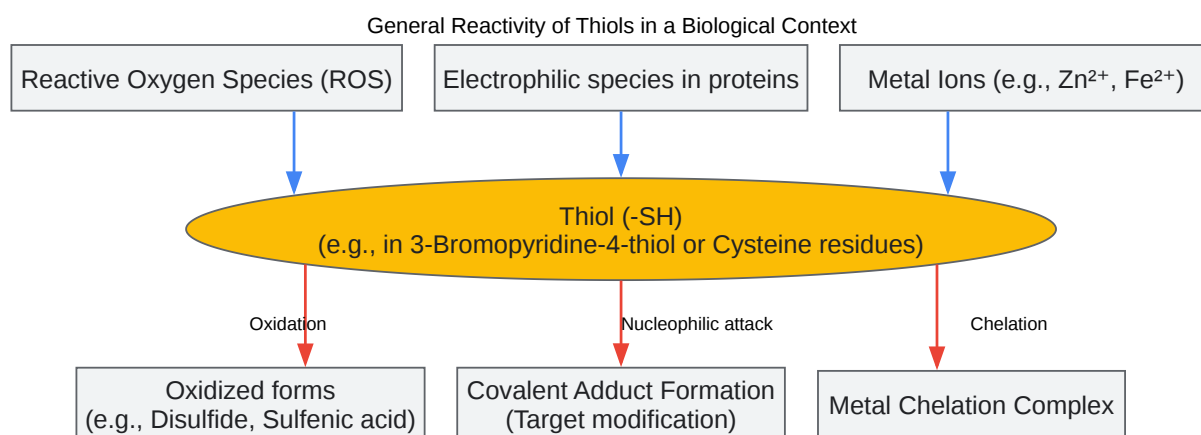 General Reactivity of Thiols in a Biological Context
Reactive Oxygen Species (ROS)
Electrophilic species in proteins
Metal Ions (e.g., Zn²⁺, Fe²⁺)
Thiol (-SH)
(e.g., in 3-Bromopyridine-4-thiol or Cysteine residues)
Oxidation
Nucleophilic attack
Chelation
Oxidized forms
(e.g., Disulfide, Sulfenic acid)
Covalent Adduct Formation
(Target modification)
Metal Chelation Complex